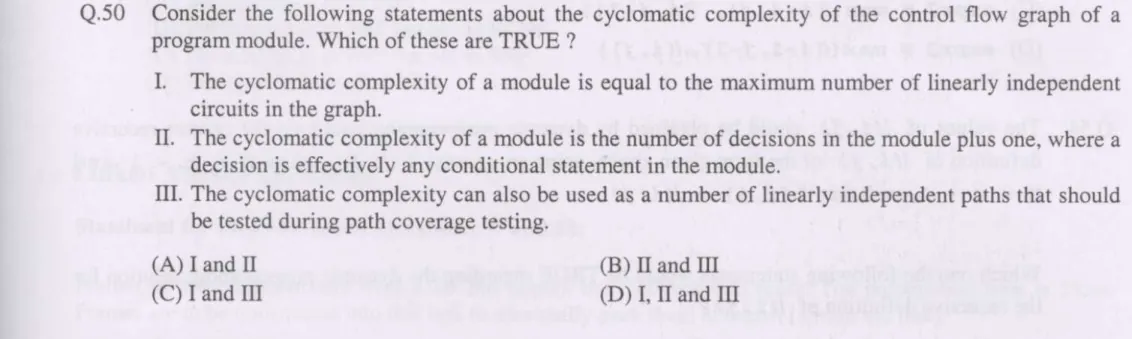 Q.50 Consider the following statements about the cyclomatic complexity of the control flow graph of a
program module. Which of these are TRUE ?
I. The cyclomatic complexity of a module is equal to the maximum number of linearly independent
circuits in the graph.
II. The cyclomatic complexity of a module is the number of decisions in the module plus one, where a
decision is effectively any conditional statement in the module.
III. The cyclomatic complexity can also be used as a number of linearly independent paths that should
be tested during path coverage testing.
(A) I and II (B) II and III
(C) I and III (D) I, II and III